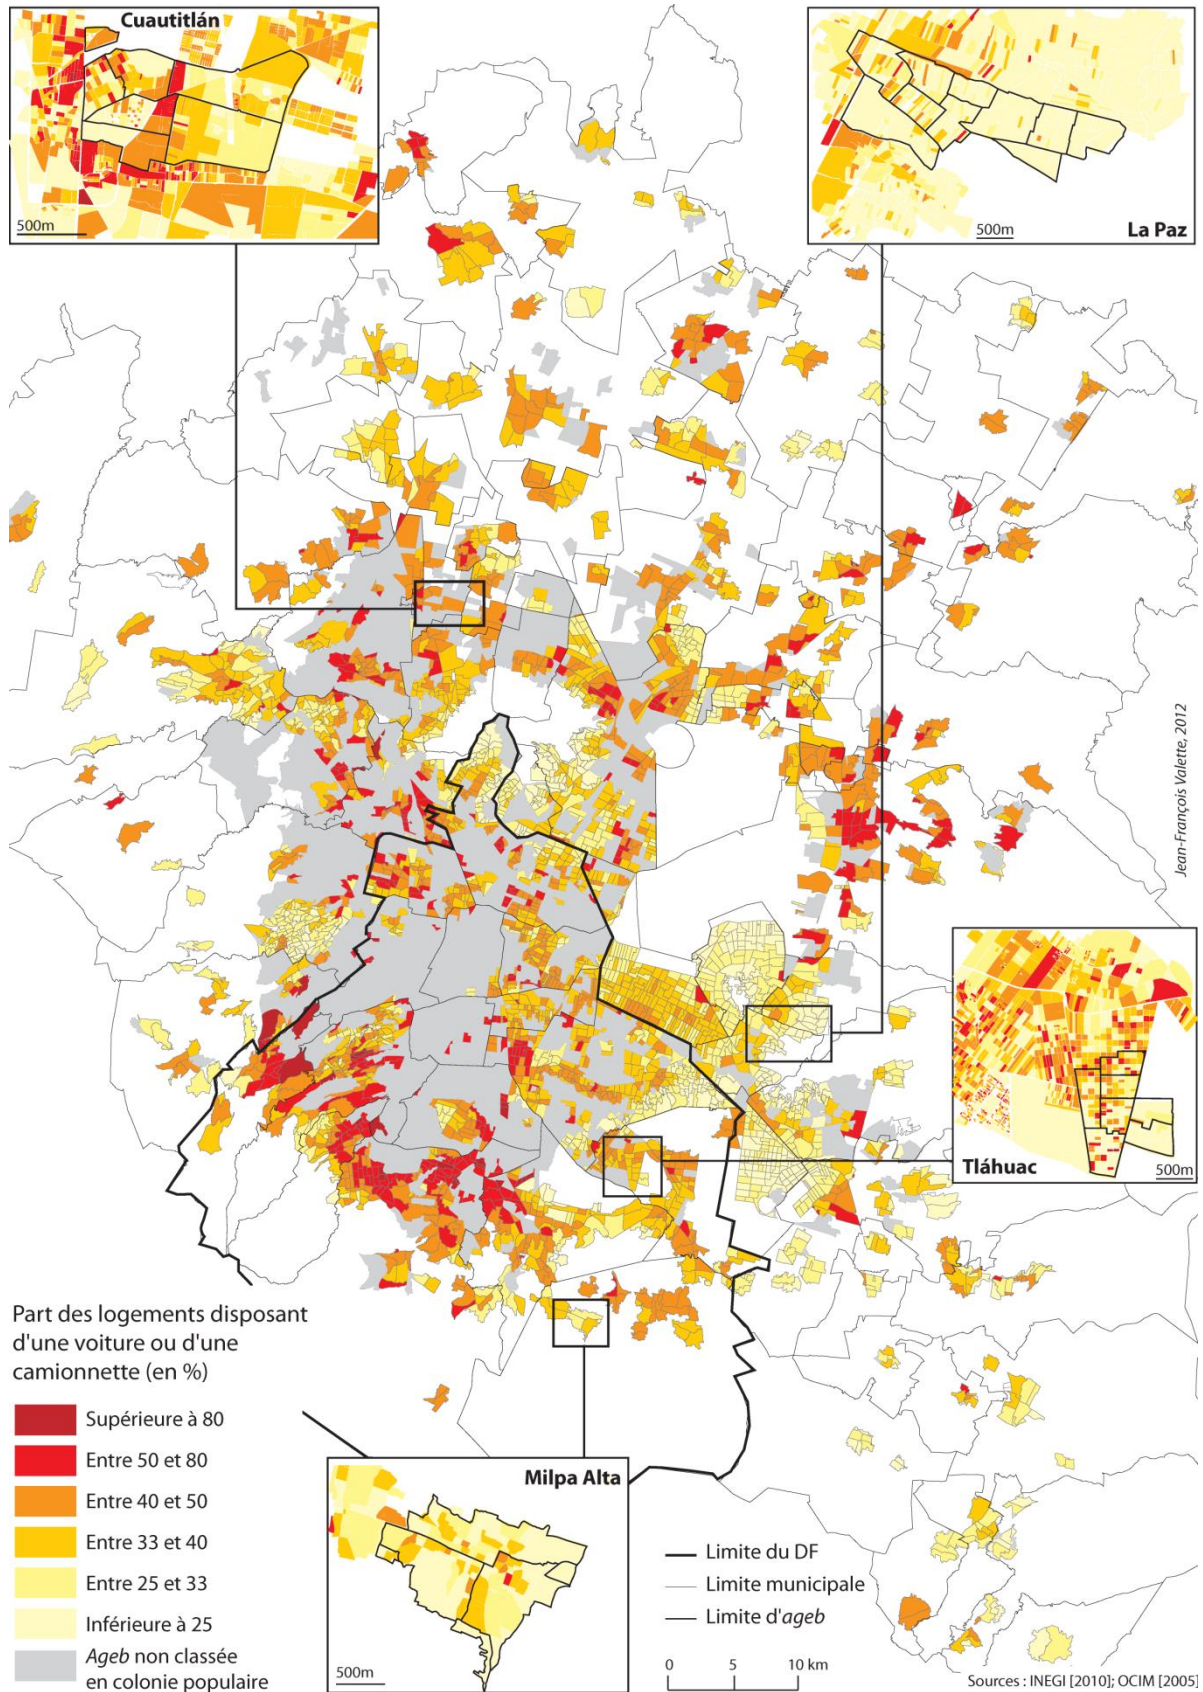 Cuautitlán
500m
500m
La Paz
Jean-François Valette, 2012
Tláhuac
500m
Part des logements disposant
d'une voiture ou d'une
camionnette (en %)
Supérieure à 80
Entre 50 et 80
Entre 40 et 50
Entre 33 et 40
Entre 25 et 33
Inférieure à 25
Ageb non classée
en colonie populaire
Milpa Alta
500m
Limite du DF
Limite municipale
Limite d'ageb
0 5 10 km
Sources : INEGI [2010]; OCIM [2005]